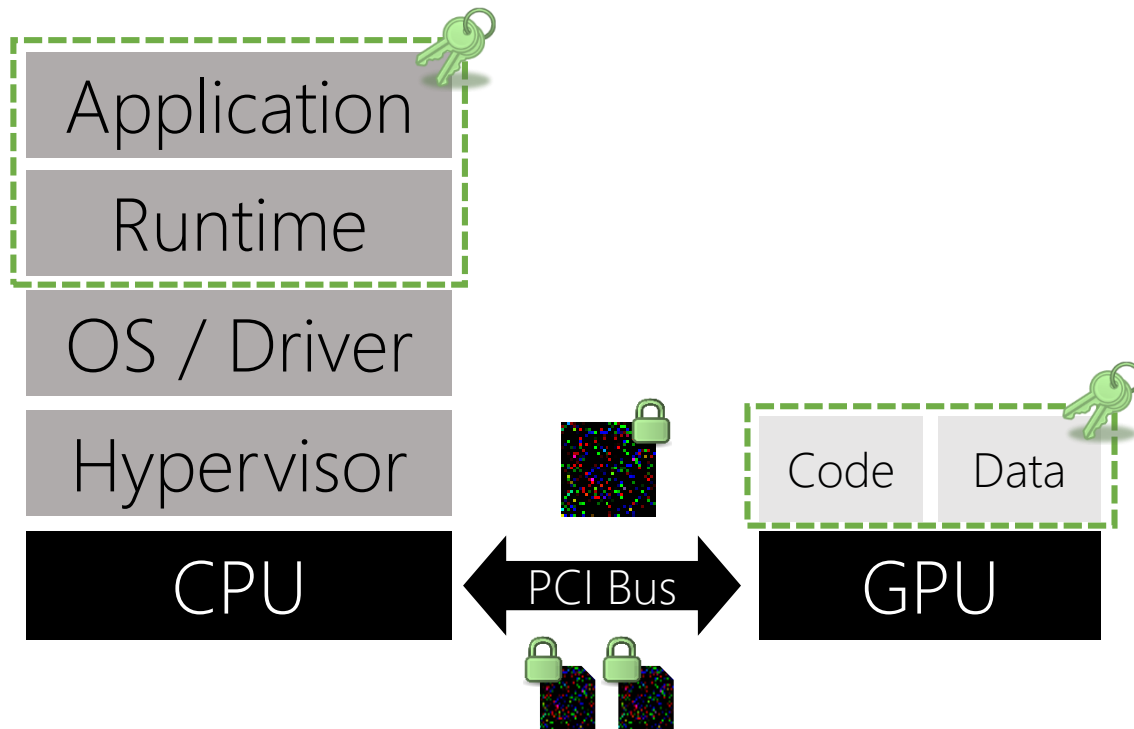 Application
Runtime
OS / Driver
Hypervisor
CPU
PCI Bus
Code
Data
GPU